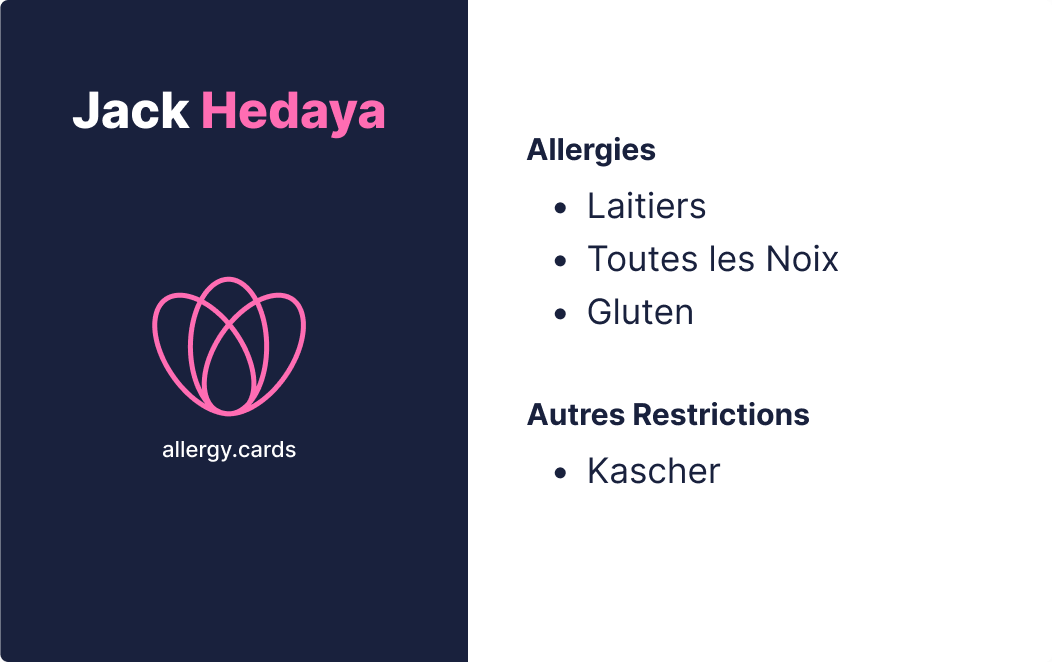 Jack Hedaya
allergy.cards
Allergies
Laitiers
Toutes les Noix
Gluten
Autres Restrictions
Kascher